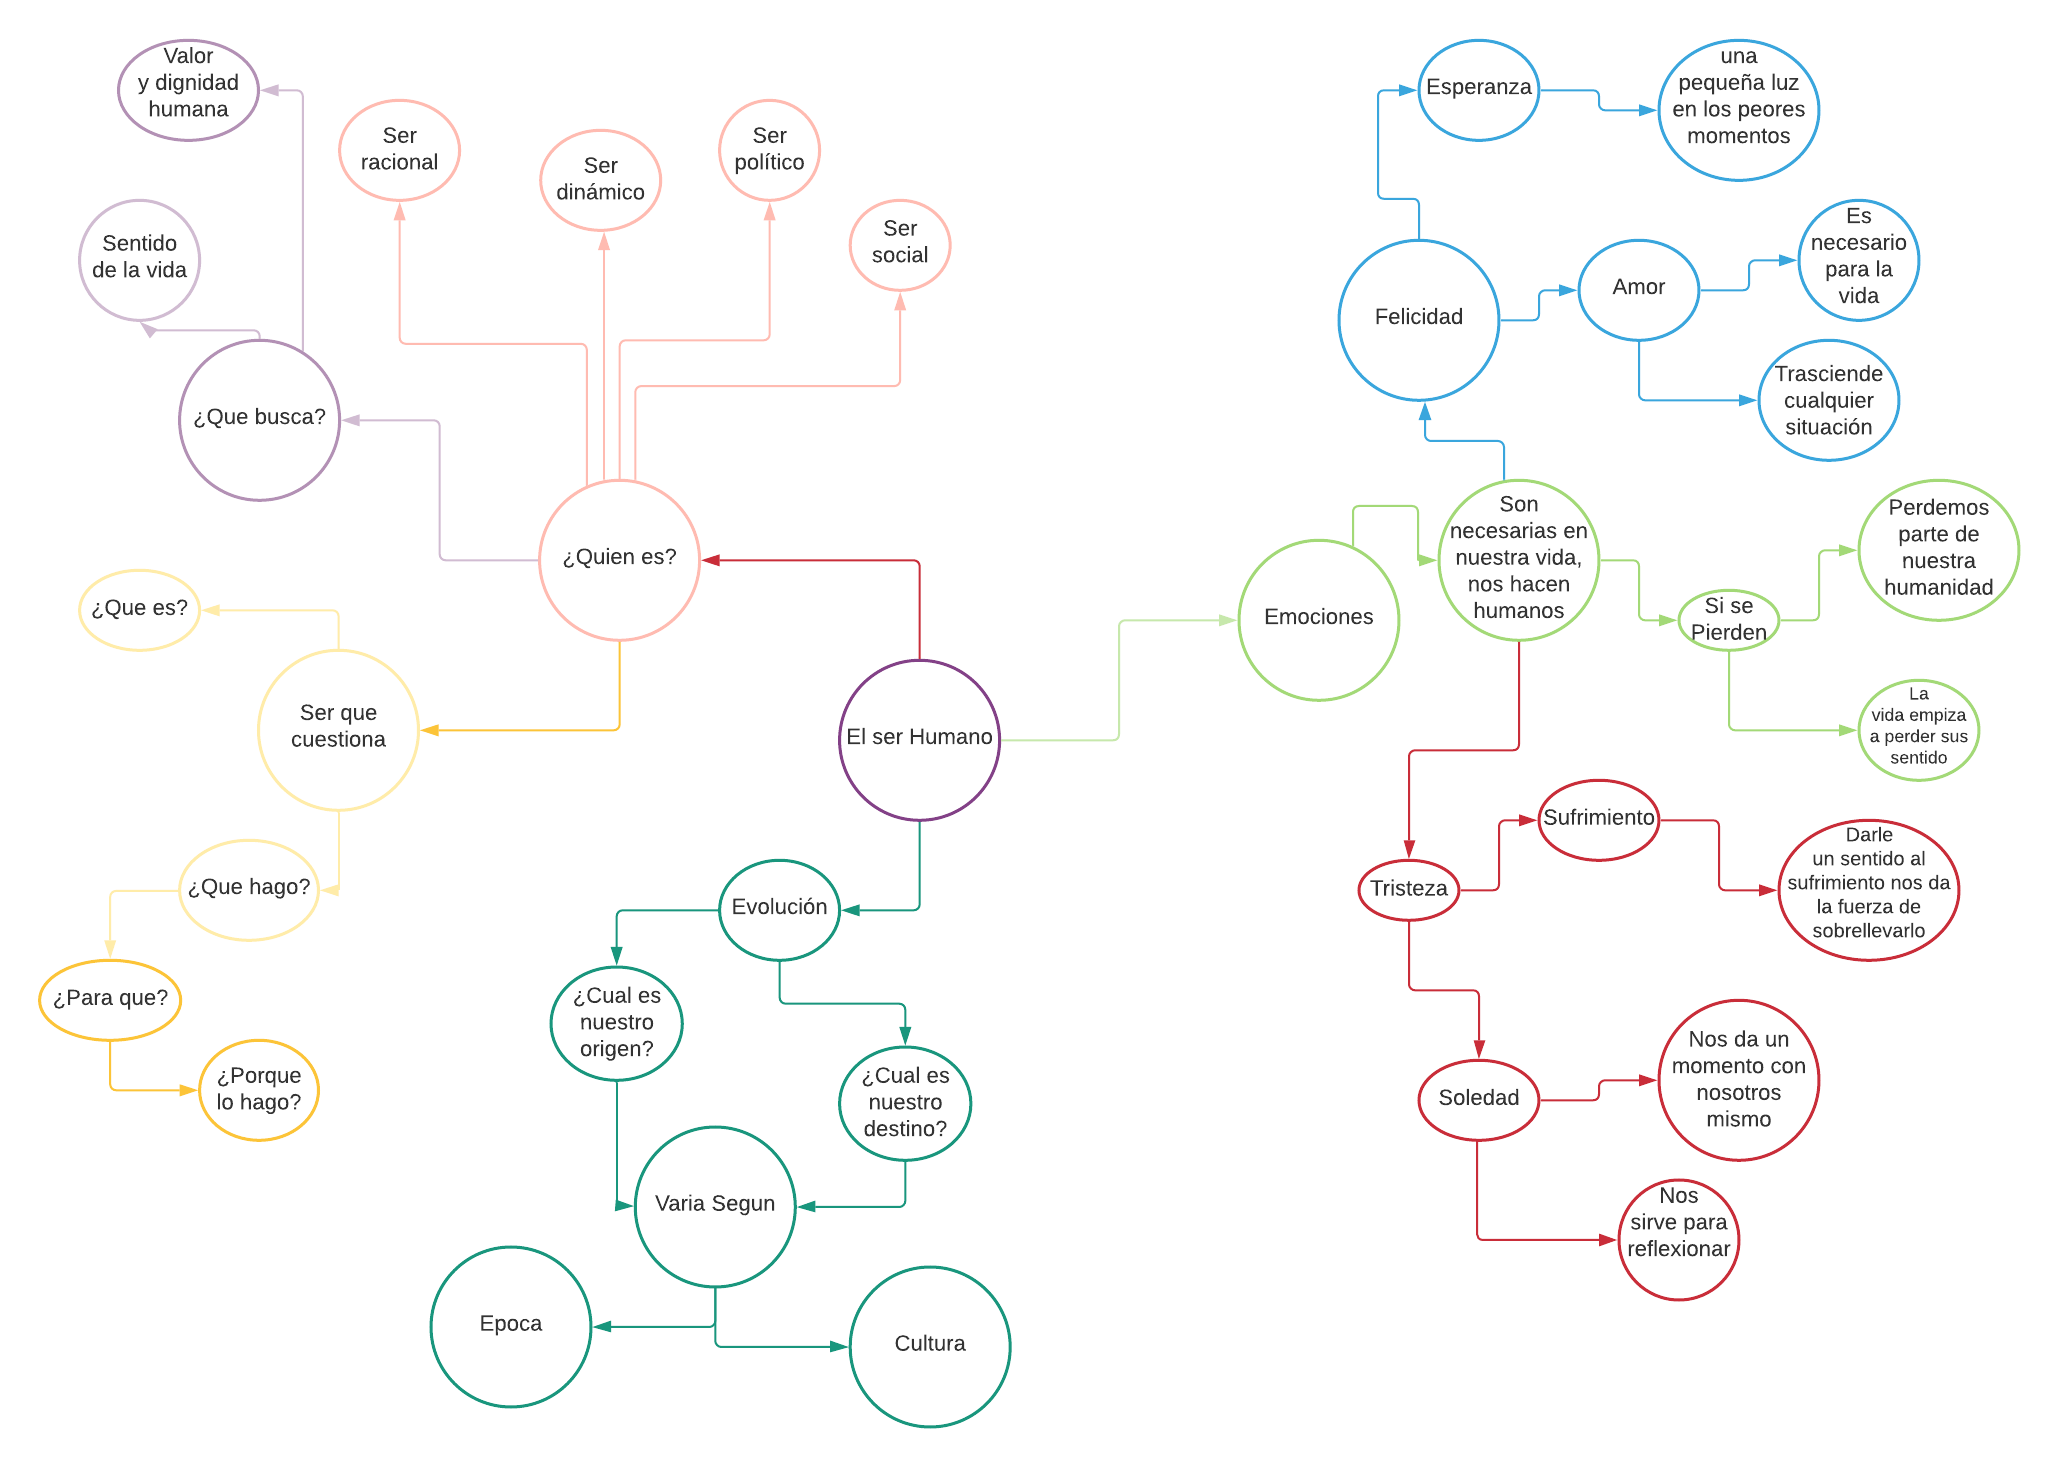 Valor
y dignidad
humana
Ser
racional
Ser
dinámico
Ser
político
Ser
social
Sentido
de la vida
¿Que busca?
¿Quien es?
¿Que es?
Ser que
cuestiona
¿Que hago?
¿Para que?
¿Porque
lo hago?
El ser Humano
Evolución
¿Cual es
nuestro
origen?
¿Cual es
nuestro
destino?
Varia Segun
Epoca
Cultura
Esperanza
una
pequeña luz
en los peores
momentos
Felicidad
Amor
Es
necesario
para la
vida
Trasciende
cualquier
situación
Emociones
Son
necesarias en
nuestra vida,
nos hacen
humanos
Si se
Pierden
Perdemos
parte de
nuestra
humanidad
La
vida empiza
a perder sus
sentido
Tristeza
Sufrimiento
Darle
un sentido al
sufrimiento nos da
la fuerza de
sobrellevarlo
Soledad
Nos da un
momento con
nosotros
mismo
Nos
sirve para
reflexionar